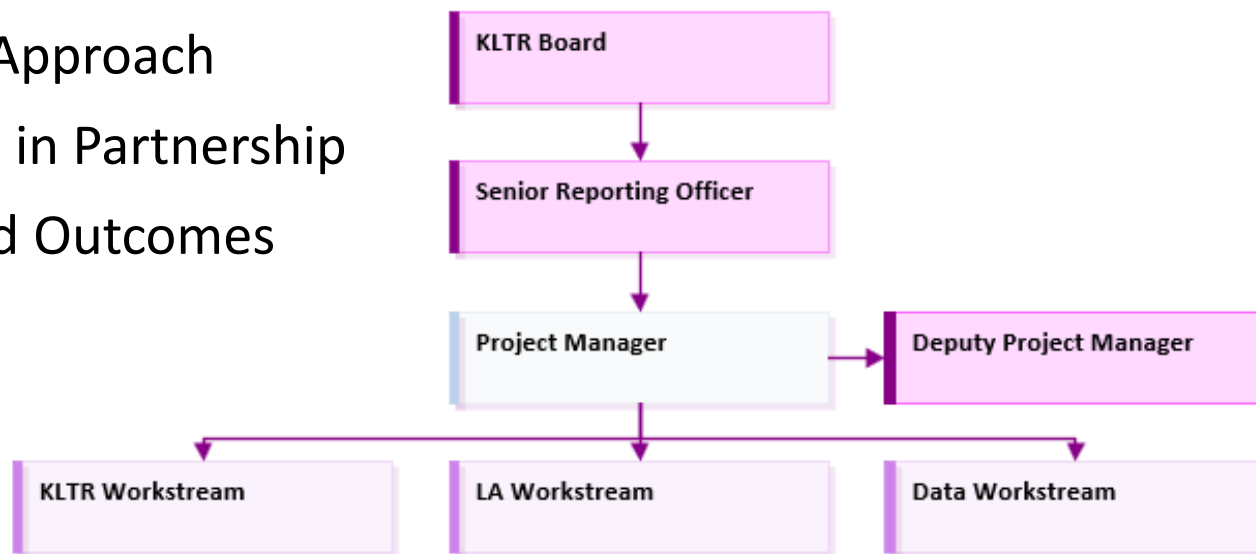 Approach
in Partnership
Outcomes
KLTR Board
Senior Reporting Officer
Project Manager
Deputy Project Manager
KLTR Workstream
LA Workstream
Data Workstream